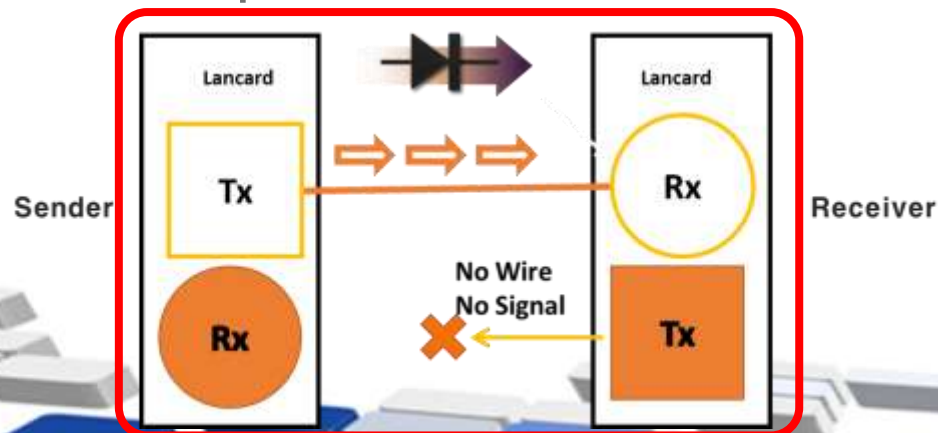 Lancard
Lancard
Tx
Rx
Sender
Receiver
No Wire
No Signal
Rx
Tx